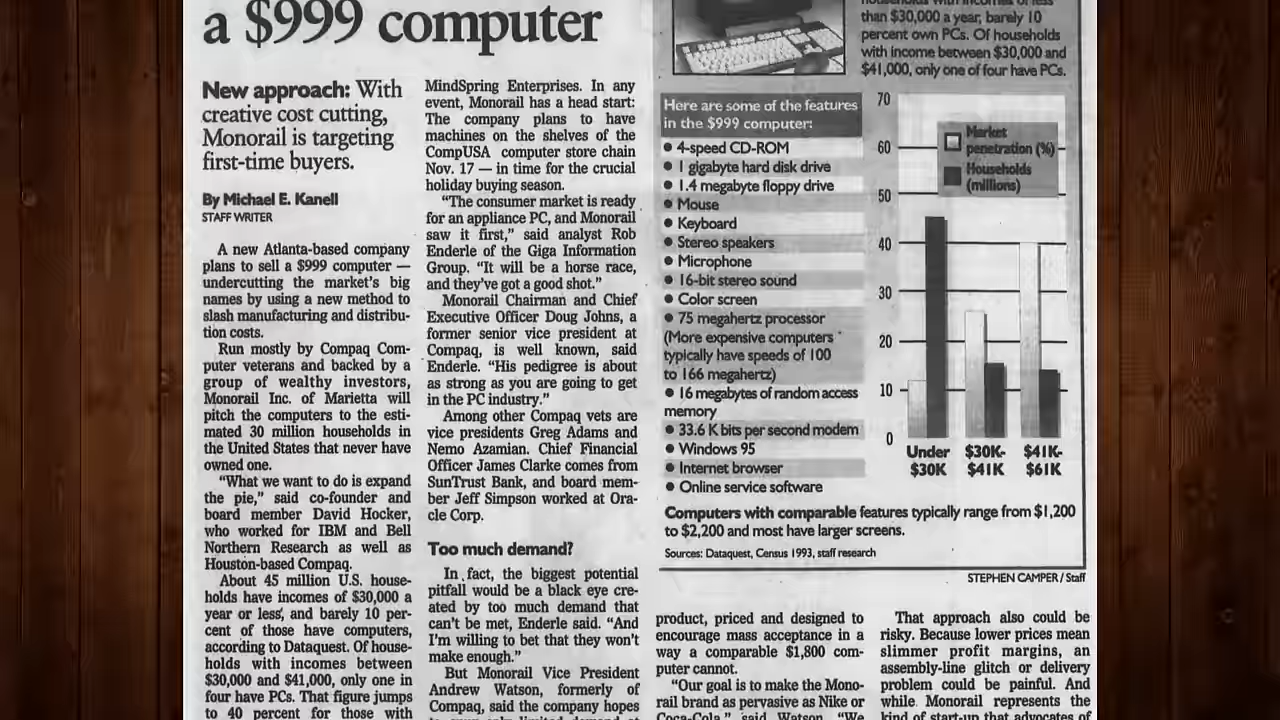 a $999 computer
New approach: With
creative cost cutting,
Monorail is targeting
first-time buyers.
By Michael E. Kanell
STAFF WRITER
A new Atlanta-based company
plans to sell a $999 computer —
undercutting the market's big
names by using a new method to
slash manufacturing and distribu-
tion costs.
Run mostly by Compaq Com-
puter veterans and backed by a
group of wealthy investors,
Monorail Inc. of Marietta will
pitch the computers to the esti-
mated 30 million households in
the United States that never have
owned one.
"What we want to do is expand
the pie," said co-founder and
board member David Hocker,
who worked for IBM and Bell
Northern Research as well as
Houston-based Compaq.
About 45 million U.S. house-
holds have incomes of $30,000 a
year or less, and barely 10 per-
cent of those have computers,
according to Dataquest. Of house-
holds with incomes between
$30,000 and $41,000, only one in
four have PCs. That figure jumps
to 40 percent for those with
MindSpring Enterprises. In any
event, Monorail has a head start:
The company plans to have
machines on the shelves of the
CompUSA computer store chain
Nov. 17 — in time for the crucial
holiday buying season.
"The consumer market is ready
for an appliance PC, and Monorail
saw it first," said analyst Rob
Enderle of the Giga Information
Group. "It will be a horse race,
and they've got a good shot."
Monorail Chairman and Chief
Executive Officer Doug Johns, a
former senior vice president at
Compaq, is well known, said
Enderle. "His pedigree is about
as strong as you are going to get
in the PC industry."
Among other Compaq vets are
vice presidents Greg Adams and
Nemo Azamian. Chief Financial
Officer James Clarke comes from
SunTrust Bank, and board mem-
ber Jeff Simpson worked at Ora-
cle Corp.
Too much demand?
In fact, the biggest potential
pitfall would be a black eye cre-
ated by too much demand that
can't be met, Enderle said. "And
I'm willing to bet that they won't
make enough."
But Monorail Vice President
Andrew Watson, formerly of
Compaq, said the company hopes
households with incomes of less
than $30,000 a year, barely 10
percent own PCs. Of households
with income between $30,000 and
$41,000, only one of four have PCs.
Here are some of the features
in the $999 computer:
● 4-speed CD-ROM
● 1 gigabyte hard disk drive
● 1.4 megabyte floppy drive
● Mouse
● Keyboard
● Stereo speakers
● Microphone
● 16-bit stereo sound
● Color screen
● 75 megahertz processor
(More expensive computers
typically have speeds of 100
to 166 megahertz)
● 16 megabytes of random access
memory
● 33.6 K bits per second modem
● Windows 95
● Internet browser
● Online service software
70
60
50
40
30
20
10
0
Market
penetration (%)
Households
(millions)
Under $30K- $41K-
$30K $41K $61K
Computers with comparable features typically range from $1,200
to $2,200 and most have larger screens.
Sources: Dataquest, Census 1993, staff research
STEPHEN CAMPER / Staff
product, priced and designed to
encourage mass acceptance in a
way a comparable $1,800 com-
puter cannot.
"Our goal is to make the Mono-
rail brand as pervasive as Nike or
Coca-Cola," said Watson. "We
That approach also could be
risky. Because lower prices mean
slimmer profit margins, an
assembly-line glitch or delivery
problem could be painful. And
while Monorail represents the
kind of start-up that advocates of